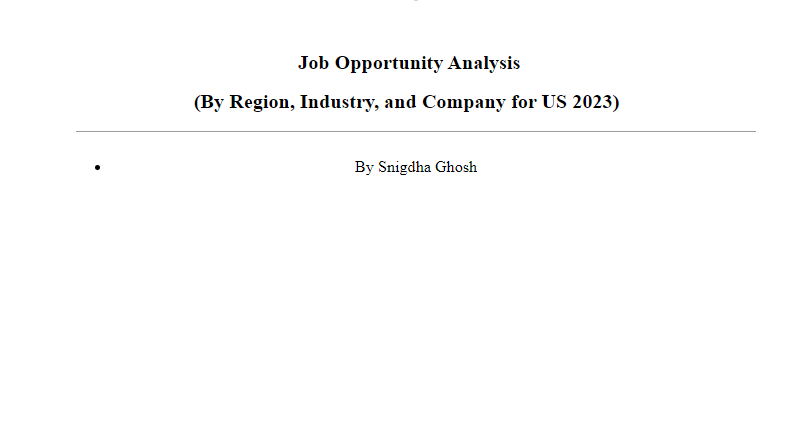 Job Opportunity Analysis
(By Region, Industry, and Company for US 2023)
• By Snigdha Ghosh